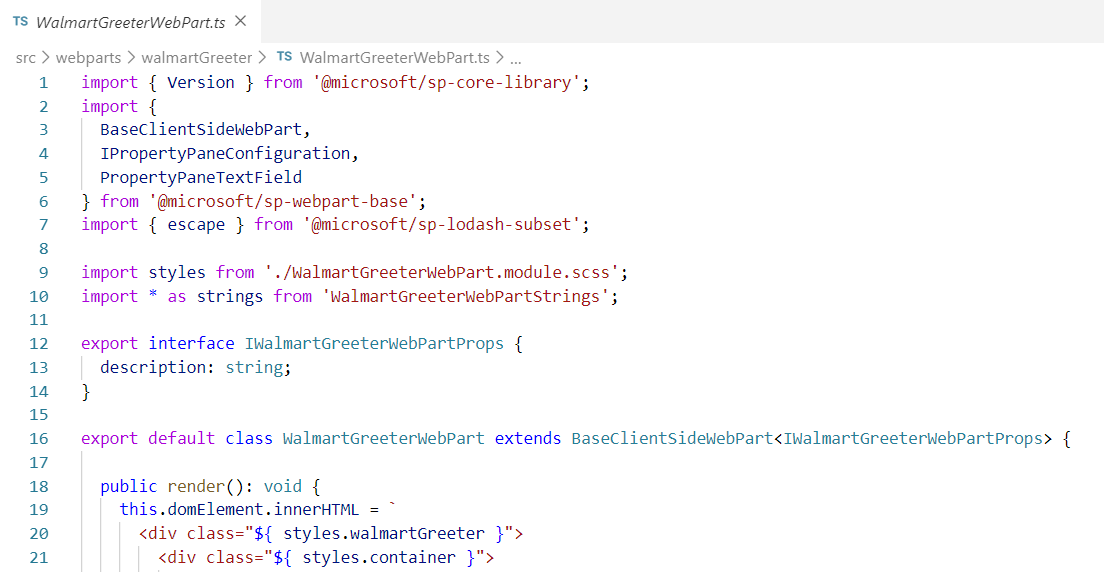 TS WalmartGreeterWebPart.ts ×
src > webparts > walmartGreeter > TS WalmartGreeterWebPart.ts > ...
1 import { Version } from '@microsoft/sp-core-library';
2 import {
3   BaseClientSideWebPart,
4   IPropertyPaneConfiguration,
5   PropertyPaneTextField
6 } from '@microsoft/sp-webpart-base';
7 import { escape } from '@microsoft/sp-lodash-subset';
8
9 import styles from './WalmartGreeterWebPart.module.scss';
10 import * as strings from 'WalmartGreeterWebPartStrings';
11
12 export interface IWalmartGreeterWebPartProps {
13   description: string;
14 }
15
16 export default class WalmartGreeterWebPart extends BaseClientSideWebPart<IWalmartGreeterWebPartProps> {
17
18   public render(): void {
19     this.domElement.innerHTML = `
20       <div class="${ styles.walmartGreeter }">
21         <div class="${ styles.container }">